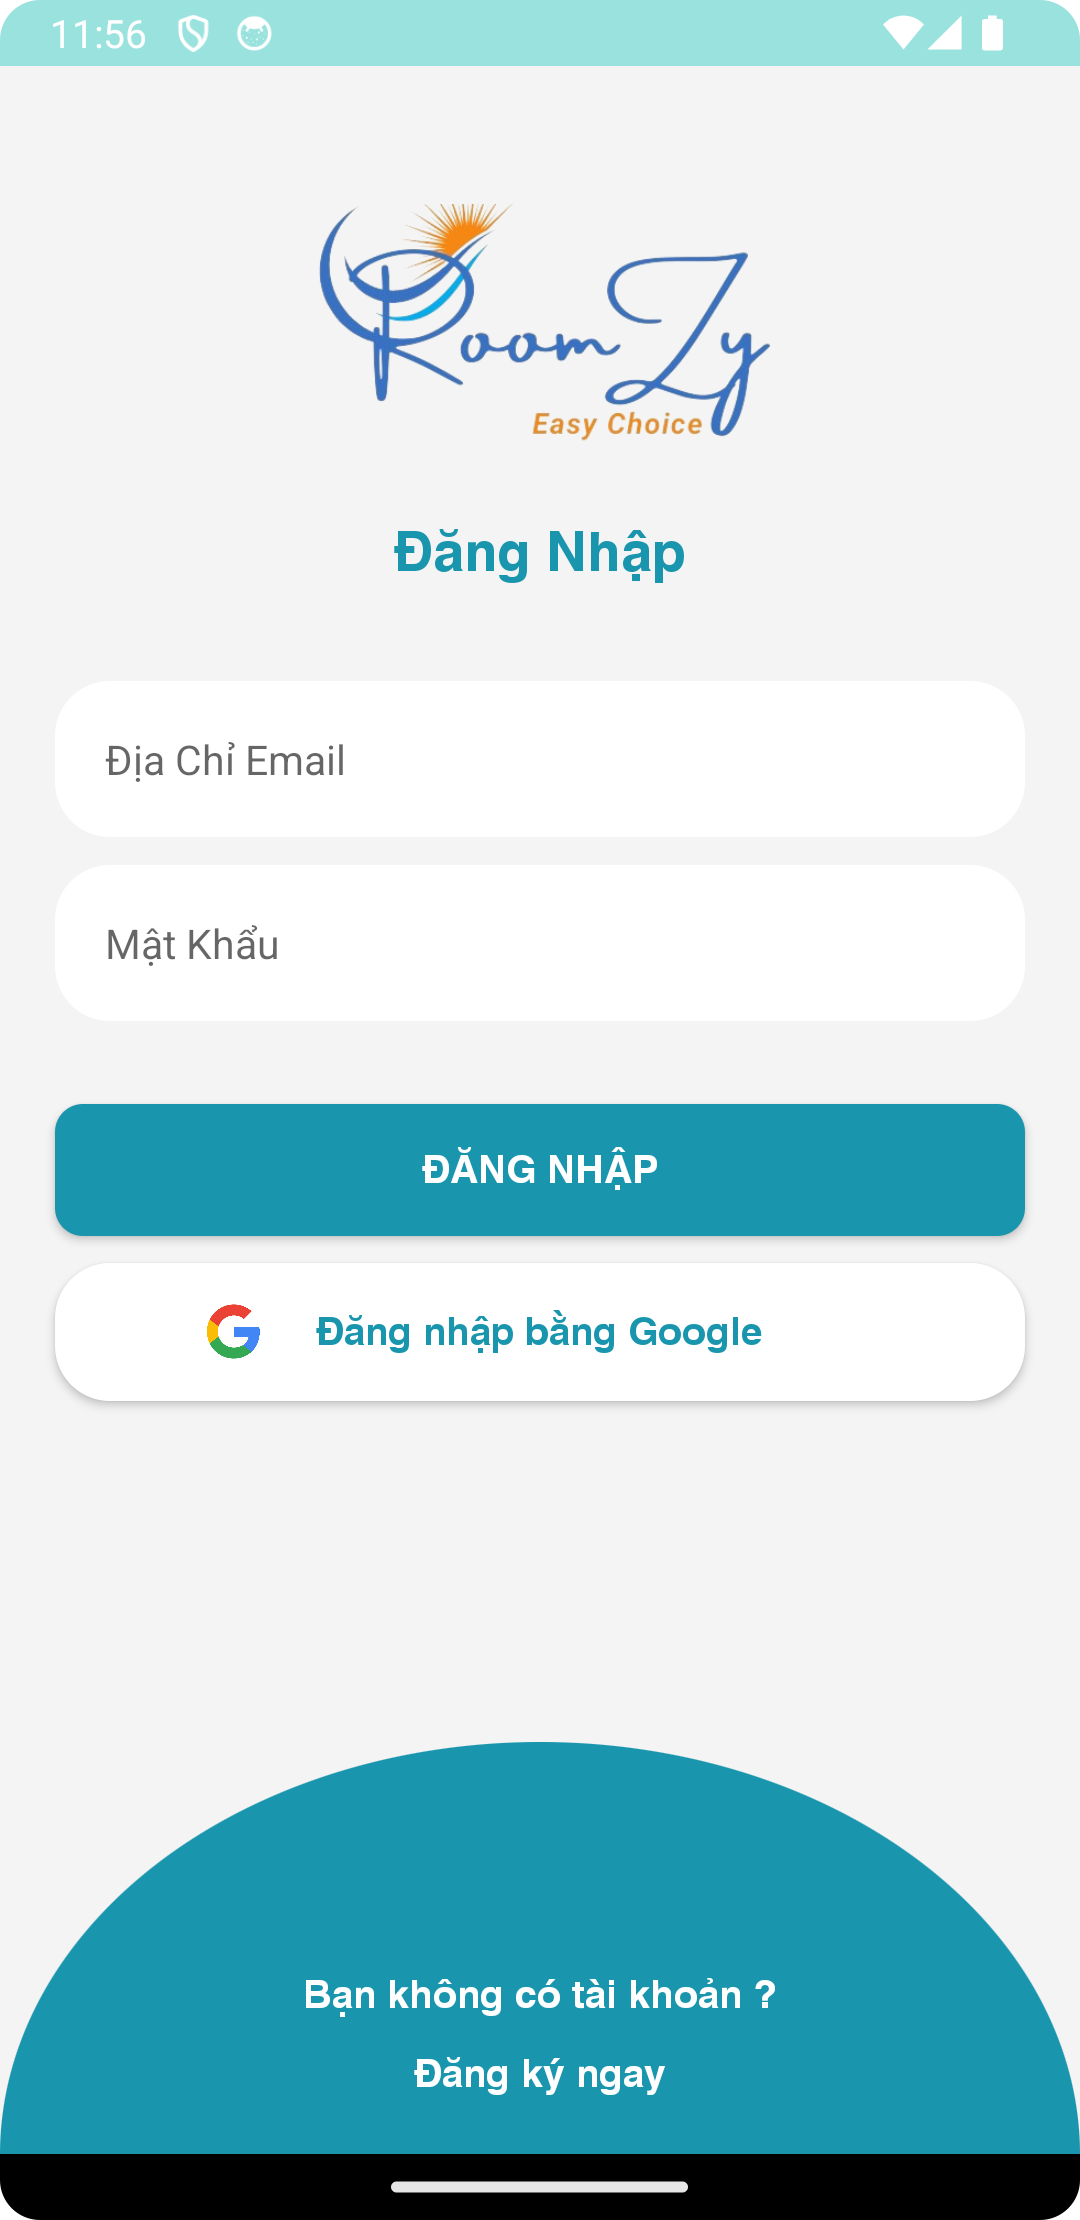 11:56
RoomZy
Easy Choice
Đăng Nhập
Địa Chỉ Email
Mật Khẩu
ĐĂNG NHẬP
Đăng nhập bằng Google
Bạn không có tài khoản ?
Đăng ký ngay